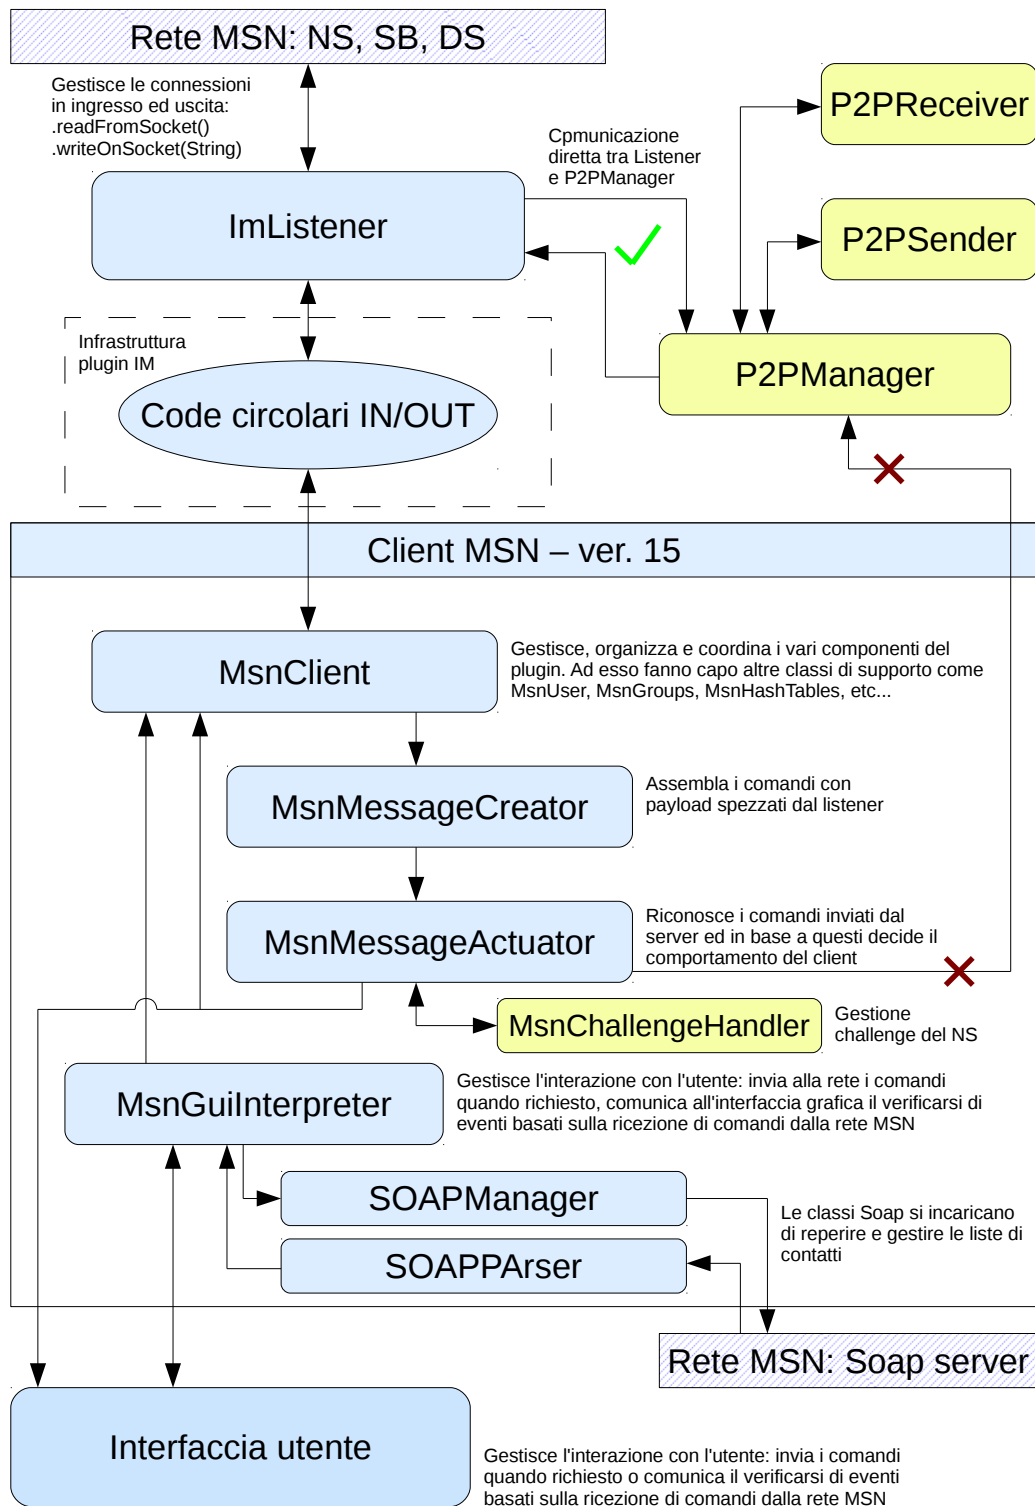 Rete MSN: NS, SB, DS
Gestisce le connessioni
in ingresso ed uscita:
.readFromSocket()
.writeOnSocket(String)
P2PReceiver
Cpmunicazione
diretta tra Listener
e P2PManager
ImListener
P2PSender
Infrastruttura
plugin IM
P2PManager
Code circolari IN/OUT
Client MSN – ver. 15
MsnClient
Gestisce, organizza e coordina i vari componenti del
plugin. Ad esso fanno capo altre classi di supporto come
MsnUser, MsnGroups, MsnHashTables, etc...
MsnMessageCreator
Assembla i comandi con
payload spezzati dal listener
MsnMessageActuator
Riconosce i comandi inviati dal
server ed in base a questi decide il
comportamento del client
MsnChallengeHandler
Gestione
challenge del NS
MsnGuiInterpreter
Gestisce l'interazione con l'utente: invia alla rete i comandi
quando richiesto, comunica all'interfaccia grafica il verificarsi di
eventi basati sulla ricezione di comandi dalla rete MSN
SOAPManager
Le classi Soap si incaricano
di reperire e gestire le liste di
contatti
SOAPPArser
Rete MSN: Soap server
Interfaccia utente
Gestisce l'interazione con l'utente: invia i comandi
quando richiesto o comunica il verificarsi di eventi
basati sulla ricezione di comandi dalla rete MSN